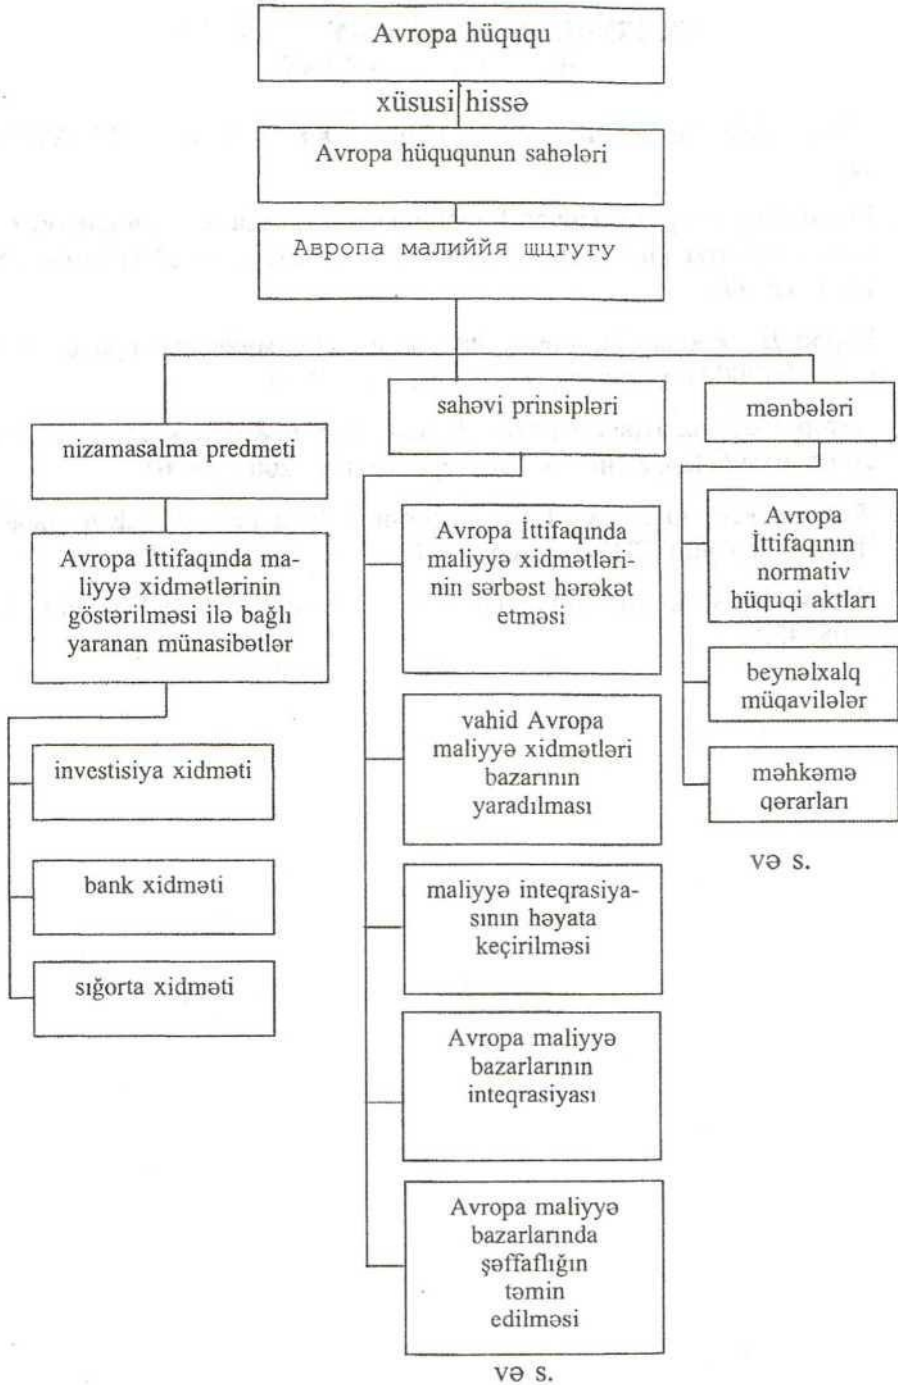 Avropa hüququ
xüsusi hissə
Avropa hüququnun sahələri
Авропа малиййя щцгугу
nizamasalma predmeti
Avropa İttifaqında ma-
liyyə xidmətlərinin
göstərilməsi ilə bağlı
yaranan münasibətlər
investisiya xidməti
bank xidməti
sığorta xidməti
sahəvi prinsipləri
Avropa İttifaqında
maliyyə xidmətləri-
nin sərbəst hərəkət
etməsi
vahid Avropa
maliyyə xidmətləri
bazarının
yaradılması
maliyyə inteqrasiya-
sının həyata
keçirilməsi
Avropa maliyyə
bazarlarının
inteqrasiyası
Avropa maliyyə
bazarlarında
şəffaflığın
təmin
edilməsi
və s.
mənbələri
Avropa
İttifaqının
normativ
hüquqi aktları
beynəlxalq
müqavilələr
məhkəmə
qərarları
və s.